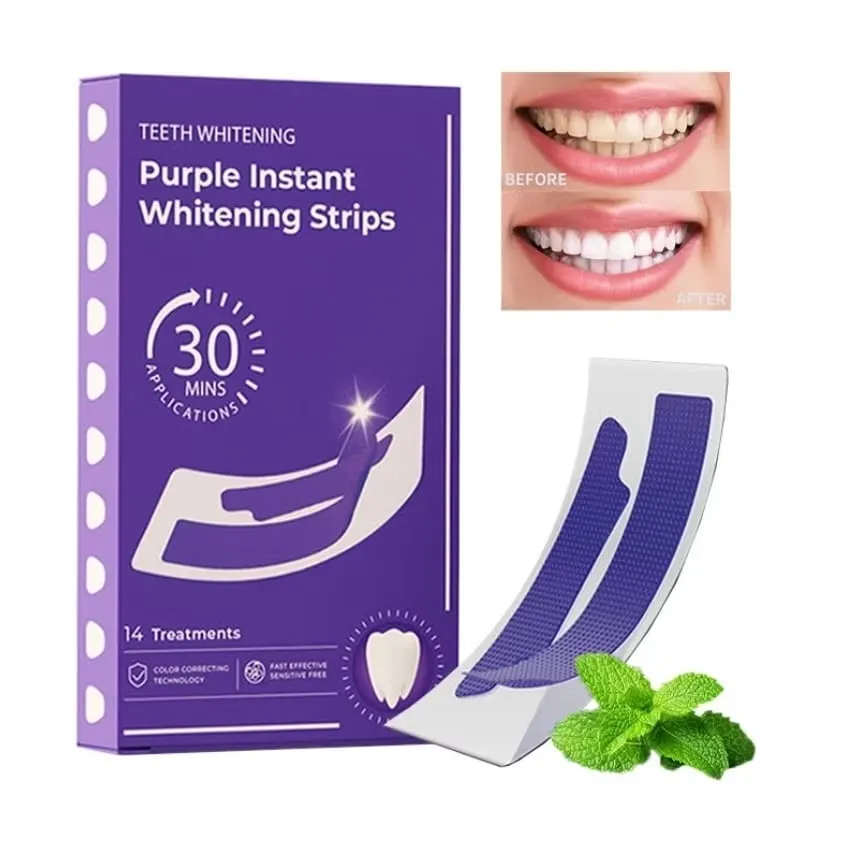 TEETH WHITENING
Purple Instant
Whitening Strips
30
MINS
APPLICATIONS
14 Treatments
COLOR CORRECTING
TECHNOLOGY
FAST EFFECTIVE
SENSITIVE FREE
BEFORE
AFTER